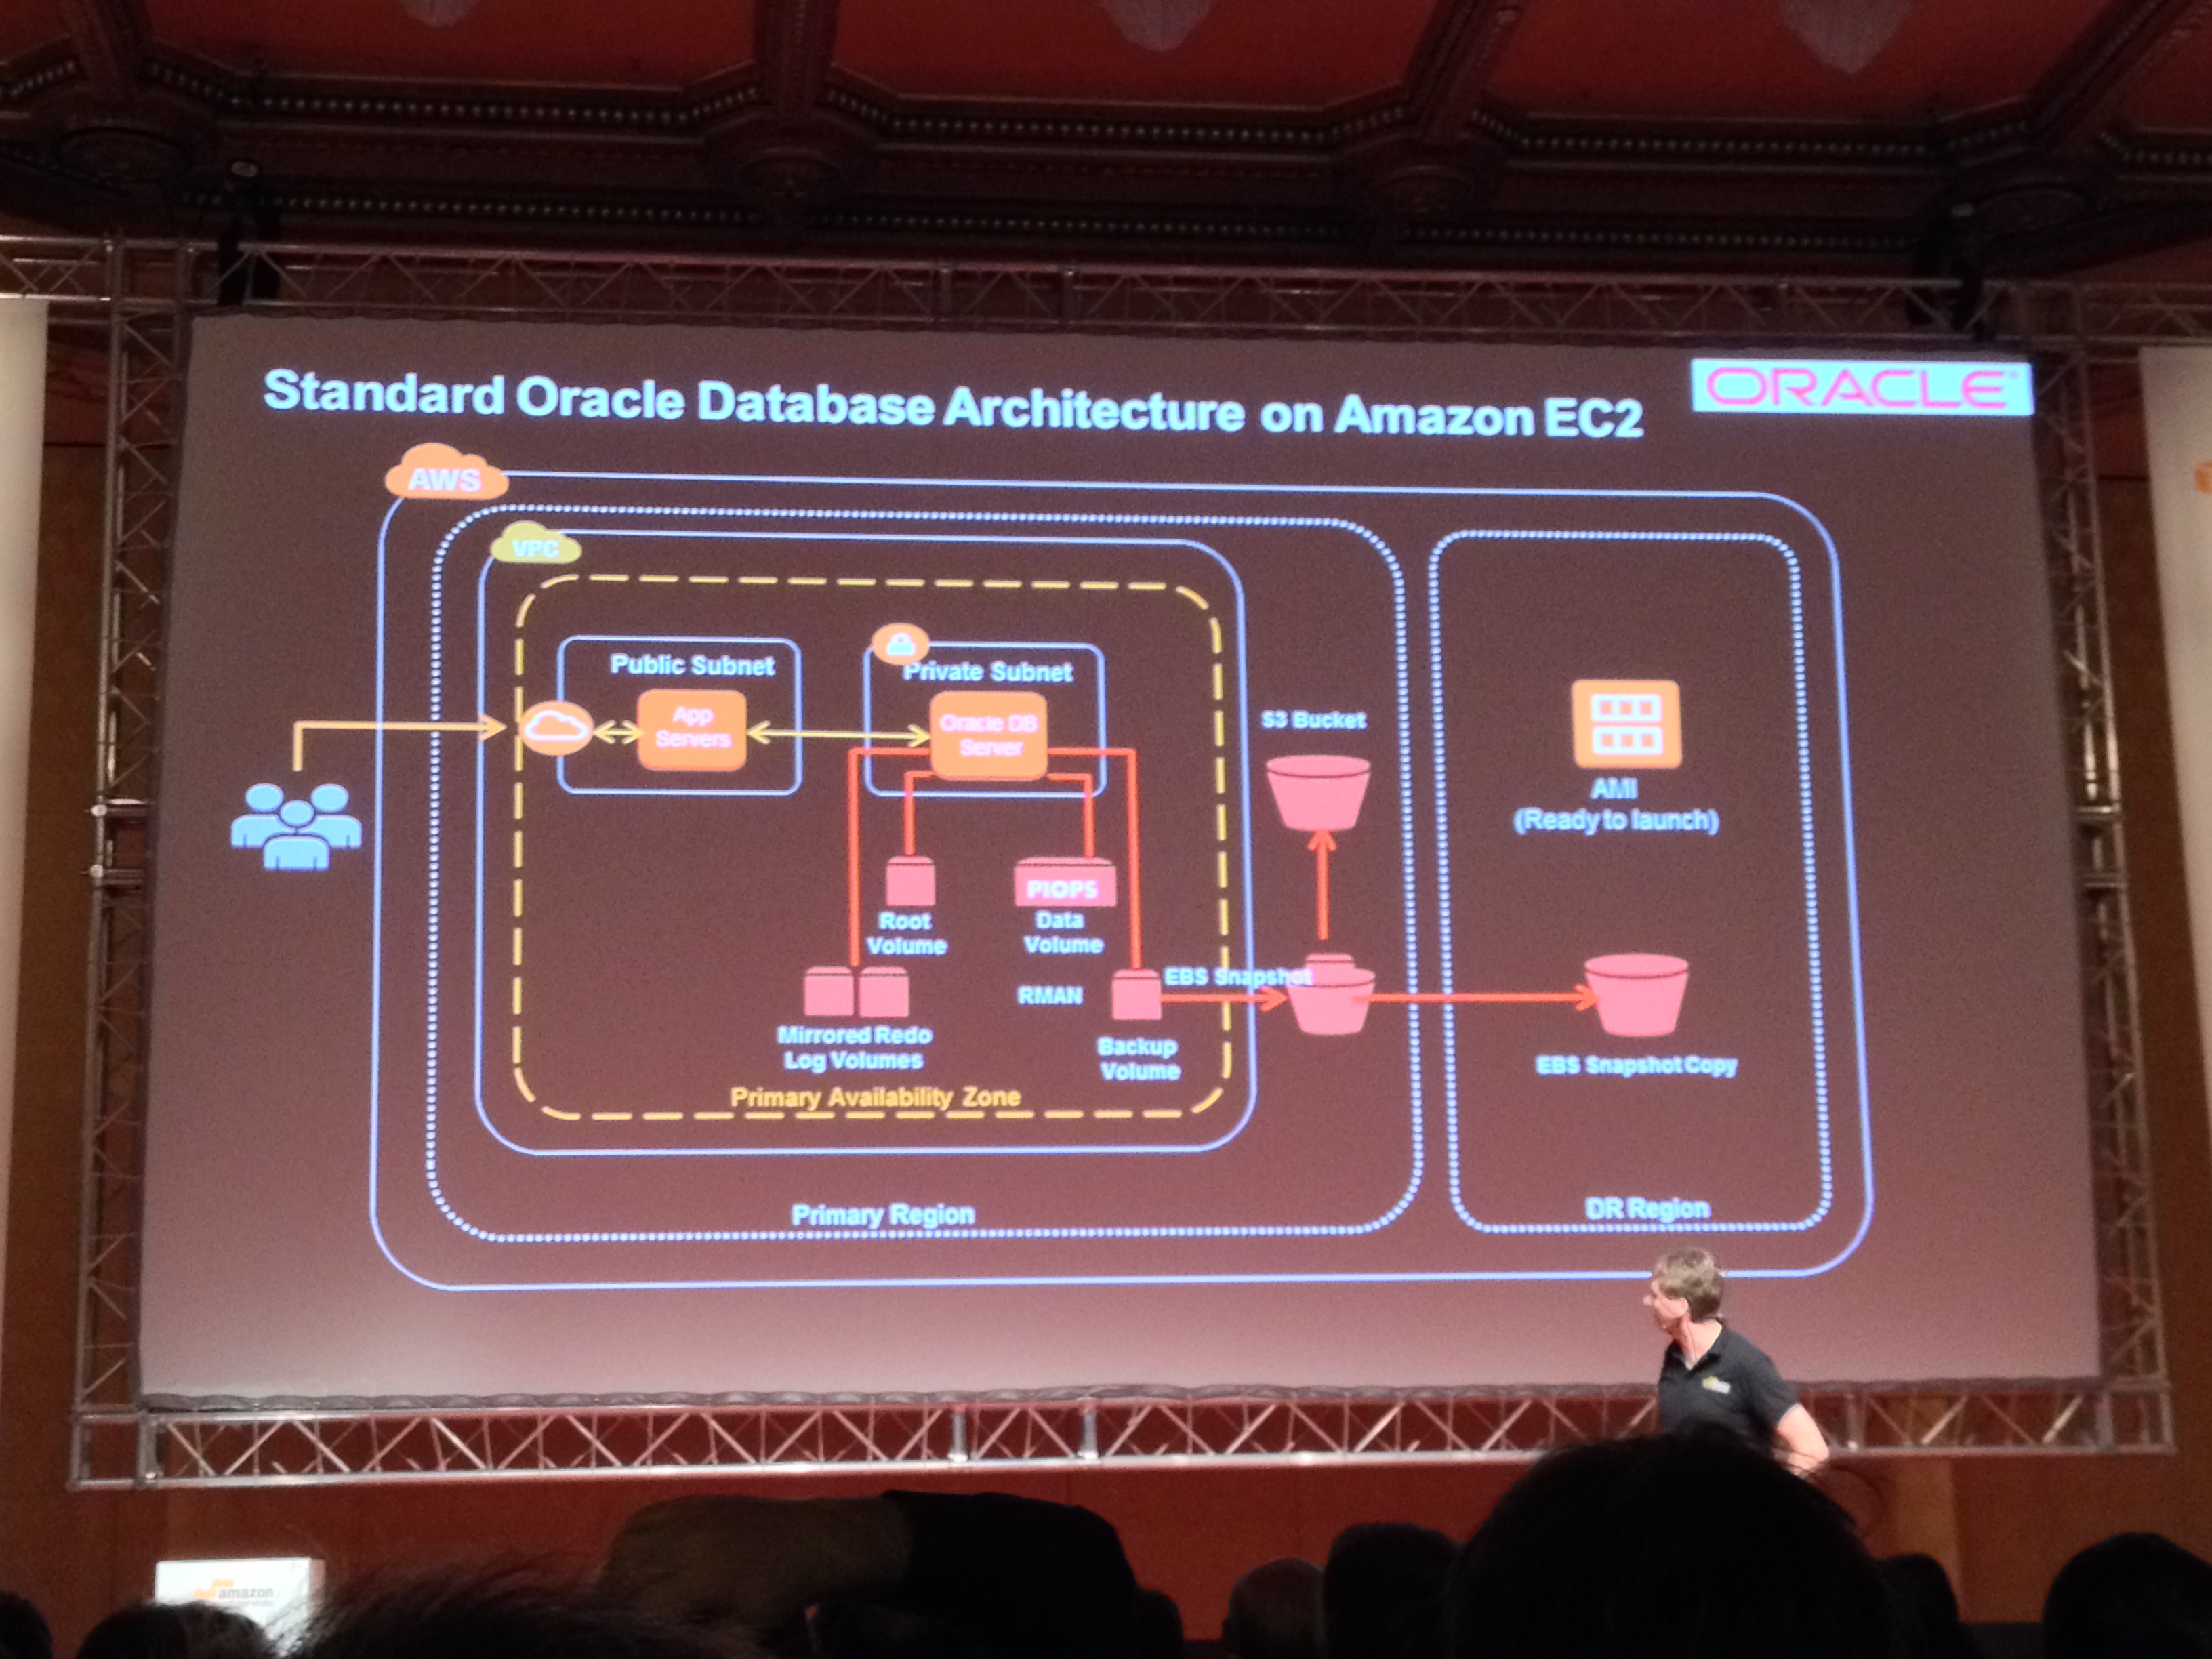 Standard Oracle Database Architecture on Amazon EC2
ORACLE
AWS
VPC
Public Subnet
App
Servers
Private Subnet
Oracle DB
Server
S3 Bucket
AMI
(Ready to launch)
Root
Volume
PIOPS
Data
Volume
Mirrored Redo
Log Volumes
RMAN
Backup
Volume
EBS Snapshot
EBS Snapshot Copy
Primary Availability Zone
Primary Region
DR Region
amazon